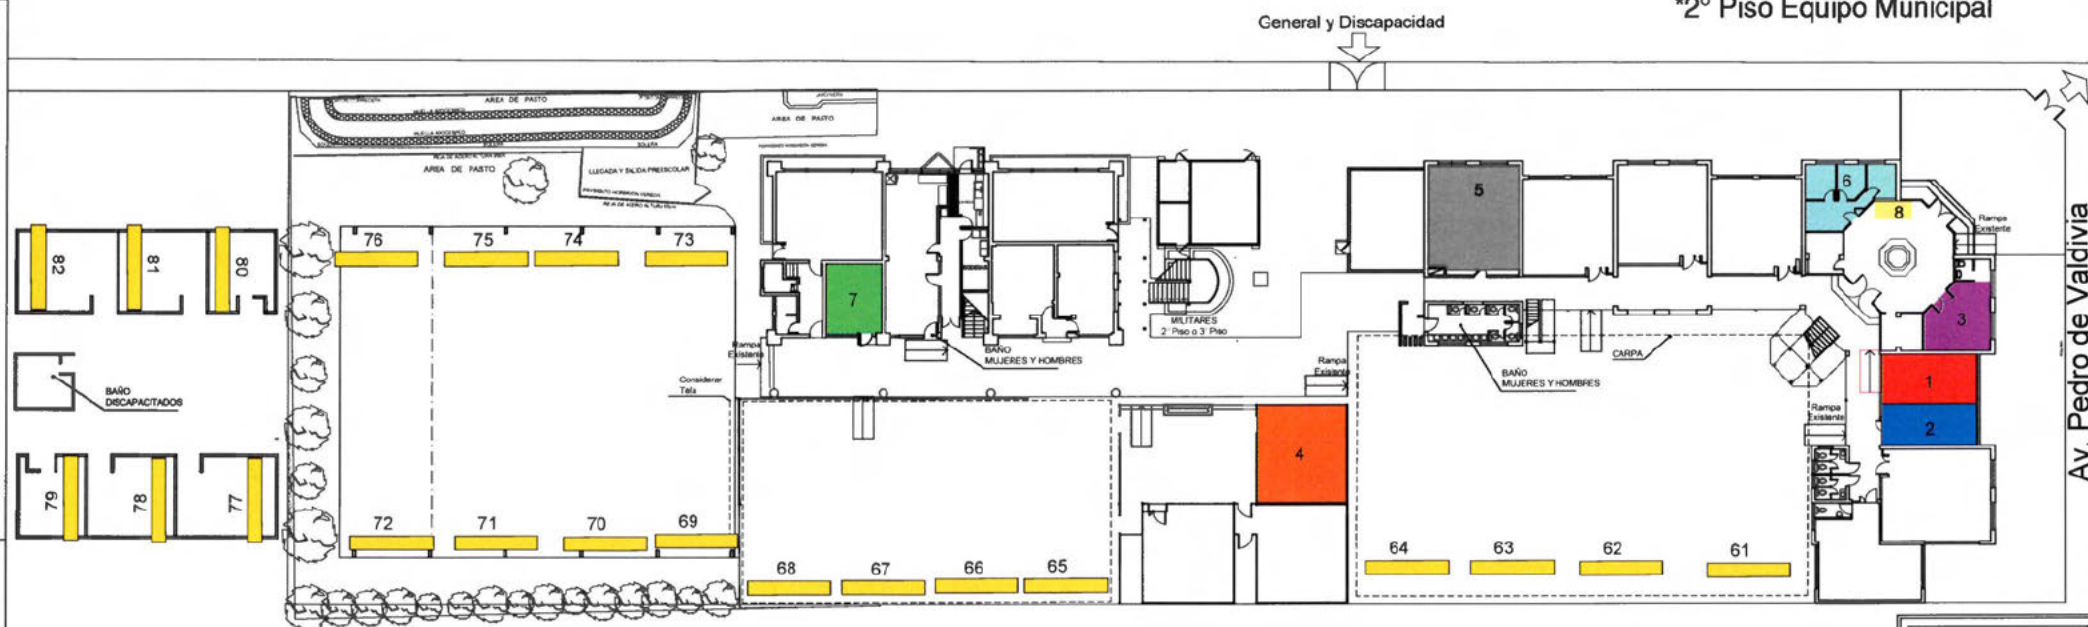 *2° Piso Equipo Municipal
General y Discapacidad
AREA DE PASTO
AREA DE PASTO
SOLERA
SOLERA
AREA DE PASTO
LLEGADA Y SALIDA PREESCOLAR
Av. Pedro de Valdivia
5
6
8
Rampa
Existente
82
81
80
76
75
74
73
7
BODEGAS
MILITARES
2° Piso o 3° Piso
3
Rampa
Existente
BAÑO
MUJERES Y HOMBRES
CARPA
Rampa
Existente
BAÑO
MUJERES Y HOMBRES
BAÑO
DISCAPACITADOS
Considerar
Tela
1
Rampa
Existente
2
4
79
78
77
72
71
70
69
68
67
66
65
64
63
62
61